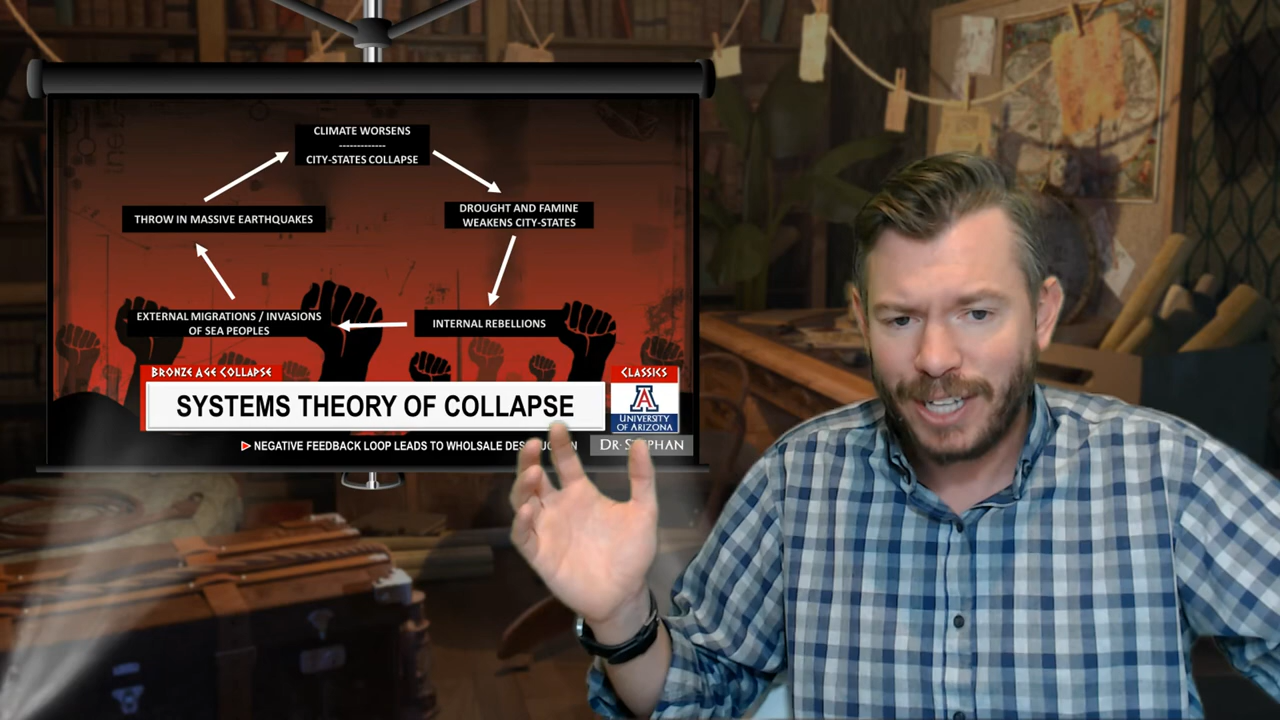 CLIMATE WORSENS
-------------
CITY-STATES COLLAPSE
THROW IN MASSIVE EARTHQUAKES
DROUGHT AND FAMINE
WEAKENS CITY-STATES
EXTERNAL MIGRATIONS / INVASIONS
OF SEA PEOPLES
INTERNAL REBELLIONS
BRONZE AGE COLLAPSE
CLASSICS
SYSTEMS THEORY OF COLLAPSE
A
UNIVERSITY
OF ARIZONA
NEGATIVE FEEDBACK LOOP LEADS TO WHOLSALE
DR.